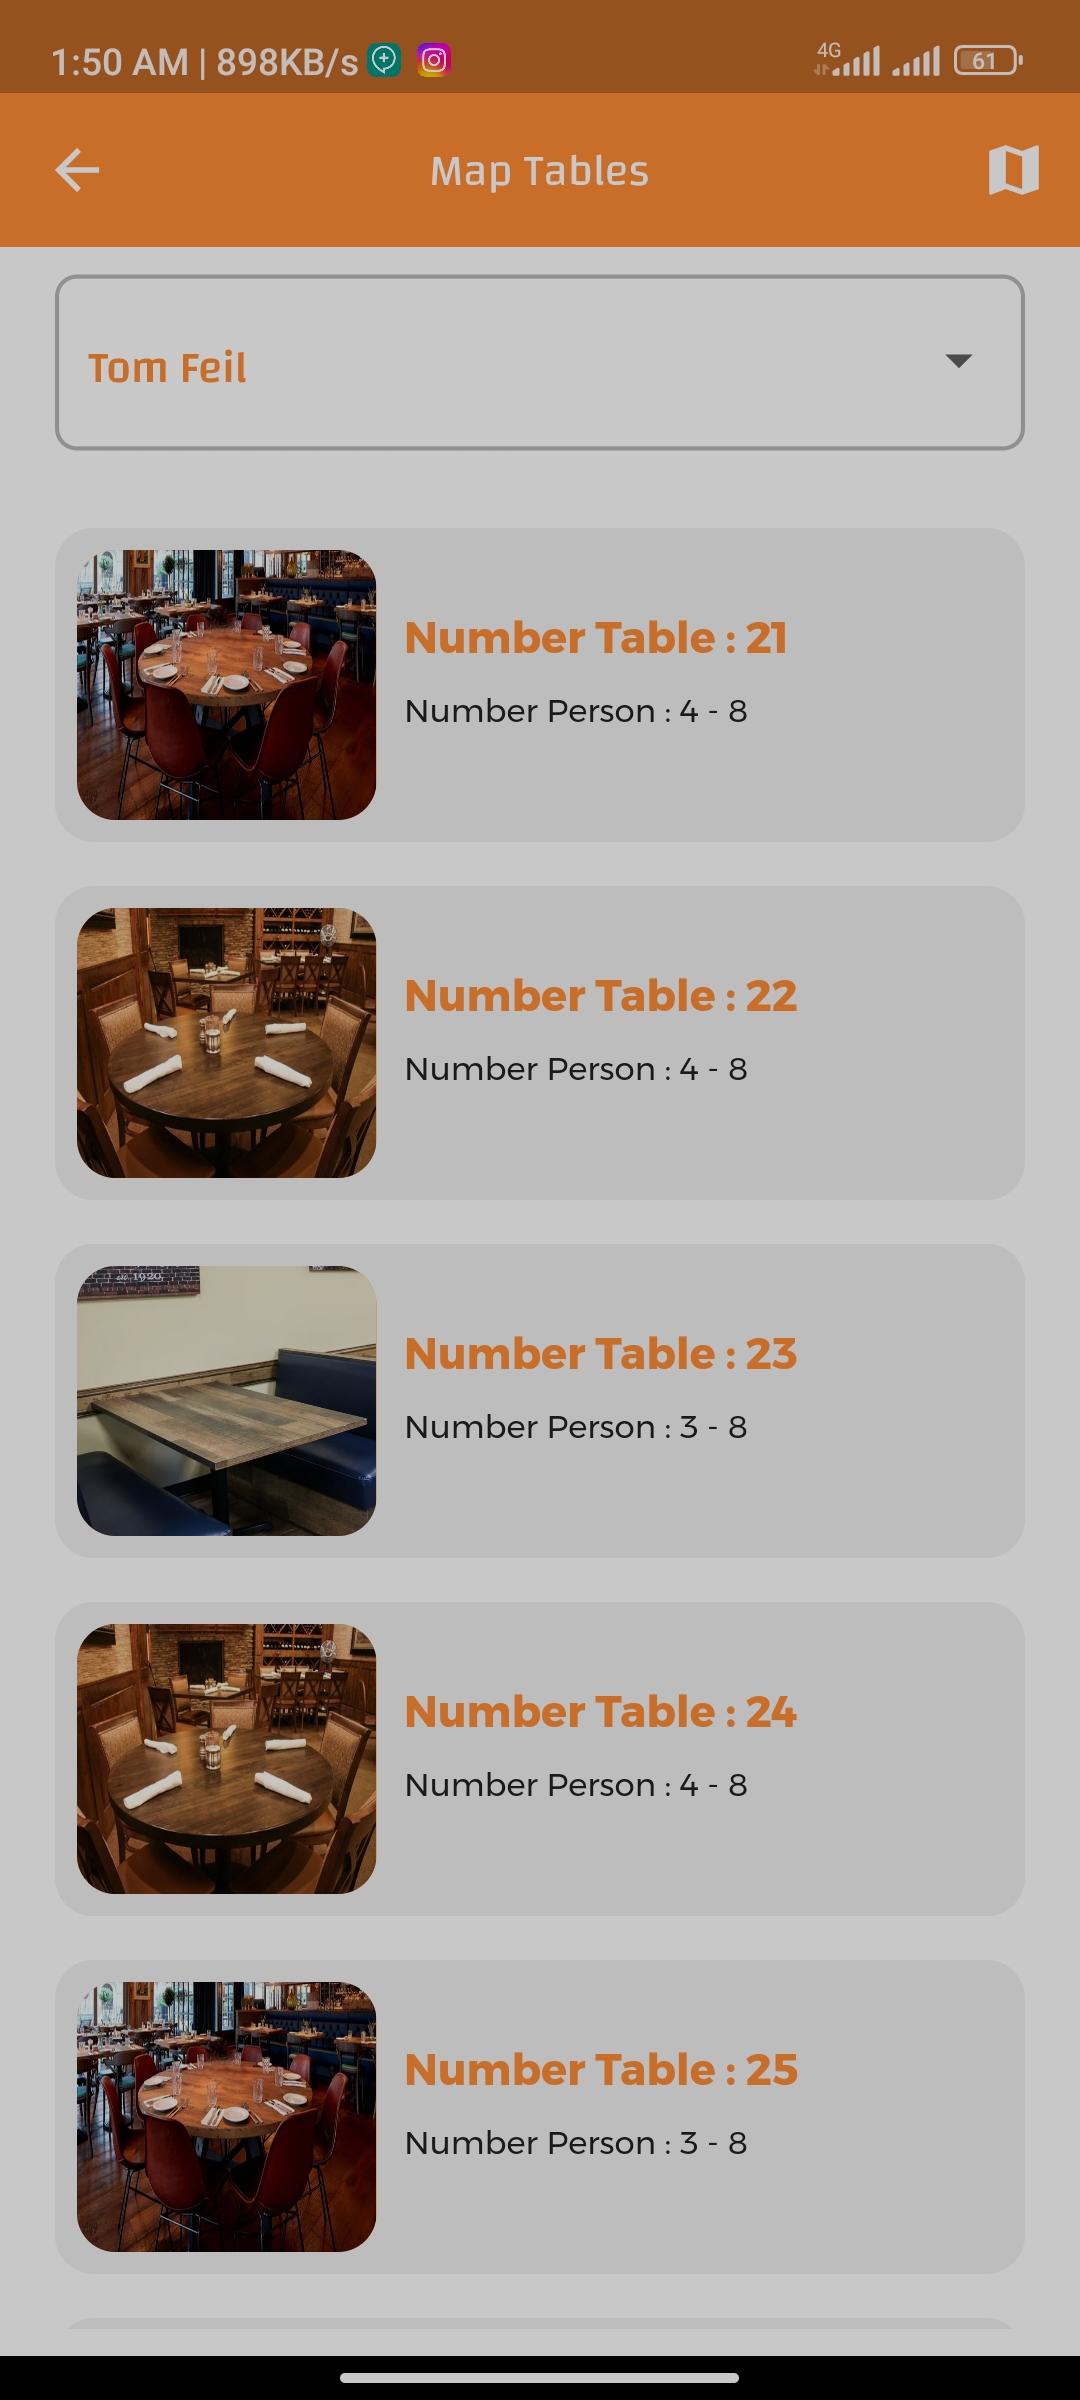 1:50 AM | 898KB/s
4G
61
Map Tables
Tom Feil
Number Table : 21
Number Person : 4 - 8
Number Table : 22
Number Person : 4 - 8
est. 1920
Number Table : 23
Number Person : 3 - 8
Number Table : 24
Number Person : 4 - 8
Number Table : 25
Number Person : 3 - 8